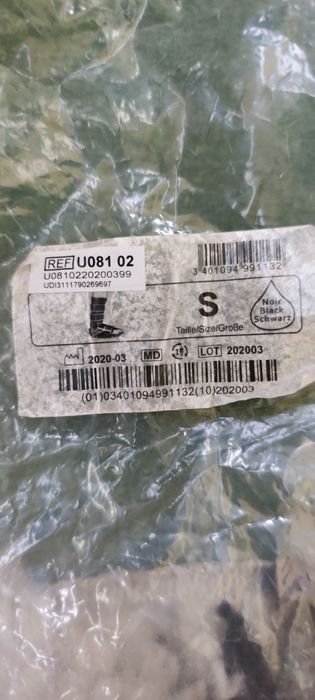 REF U081 02
U0810220200399
UDI3111790269697
3 401094 991132
S
Taille/Size/Größe
Noir
Black
Schwarz
2020-03 MD LOT 202003
(01)03401094991132(10)202003